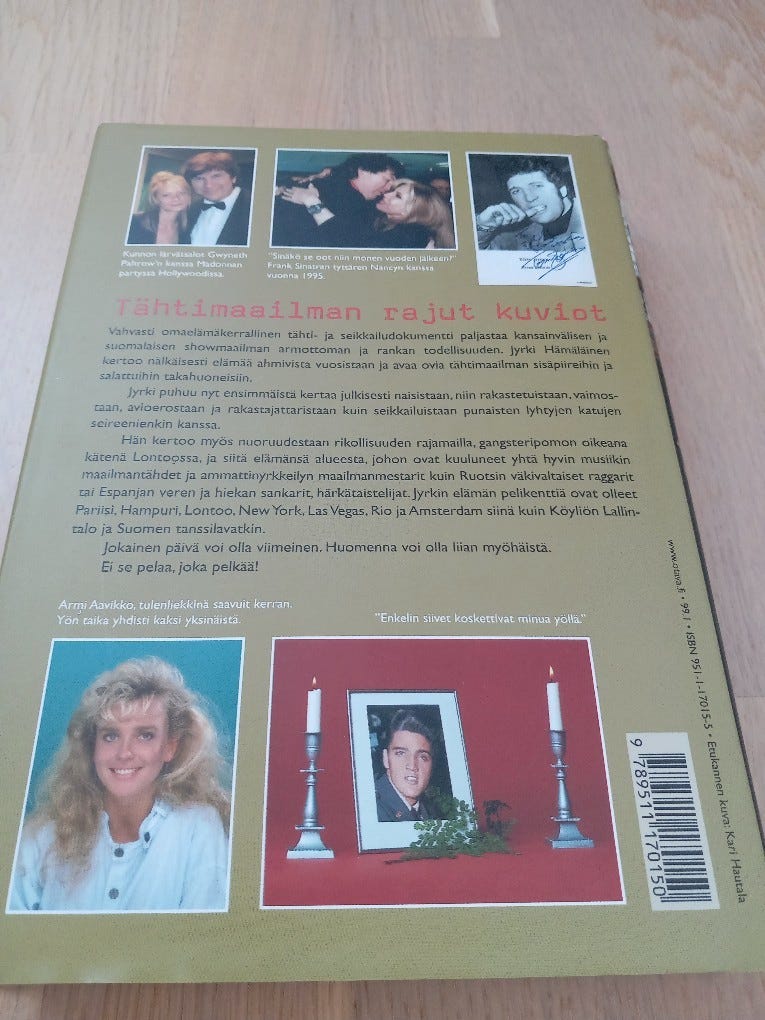 Kunnon lärvätsalot Gwyneth
Paltrow'n kanssa Madonnan
partyssa Hollywoodissa.
"Sinäkö se oot niin monen vuoden jälkeen?"
Frank Sinatran tyttären Nancyn kanssa
vuonna 1995.
Tähtimaailman rajut kuviot
Vahvasti omaelämäkerrallinen tähti- ja seikkailudokumentti paljastaa kansainvälisen ja
suomalaisen showmaailman armottoman ja rankan todellisuuden. Jyrki Hämäläinen
kertoo nälkäisesti elämää ahmivista vuosistaan ja avaa ovia tähtimaailman sisäpiireihin ja
salattuihin takahuoneisiin.
Jyrki puhuu nyt ensimmäistä kertaa julkisesti naisistaan, niin rakastetuistaan, vaimos-
taan, avioerostaan ja rakastajattaristaan kuin seikkailuistaan punaisten lyhtyjen katujen
seireenienkin kanssa.
Hän kertoo myös nuoruudestaan rikollisuuden rajamailla, gangsteripomon oikeana
kätenä Lontoossa, ja siitä elämänsä alueesta, johon ovat kuuluneet yhtä hyvin musiikin
maailmantähdet ja ammattinyrkkeilyn maailmanmestarit kuin Ruotsin väkivaltaiset raggarit
tai Espanjan veren ja hiekan sankarit, härkätaistelijat. Jyrkin elämän pelikenttiä ovat olleet
Pariisi, Hampuri, Lontoo, New York, Las Vegas, Rio ja Amsterdam siinä kuin Köyliön Lallin-
talo ja Suomen tanssilavatkin.
Jokainen päivä voi olla viimeinen. Huomenna voi olla liian myöhäistä.
Ei se pelaa, joka pelkää!
Armi Aavikko, tulenliekkinä saavuit kerran.
Yön taika yhdisti kaksi yksinäistä.
"Enkelin siivet koskettivat minua yöllä."
www.otava.fi • 99.1 • ISBN 951-1-17015-5 • Etukannen kuva: Kari Hautala
9 789511 170150